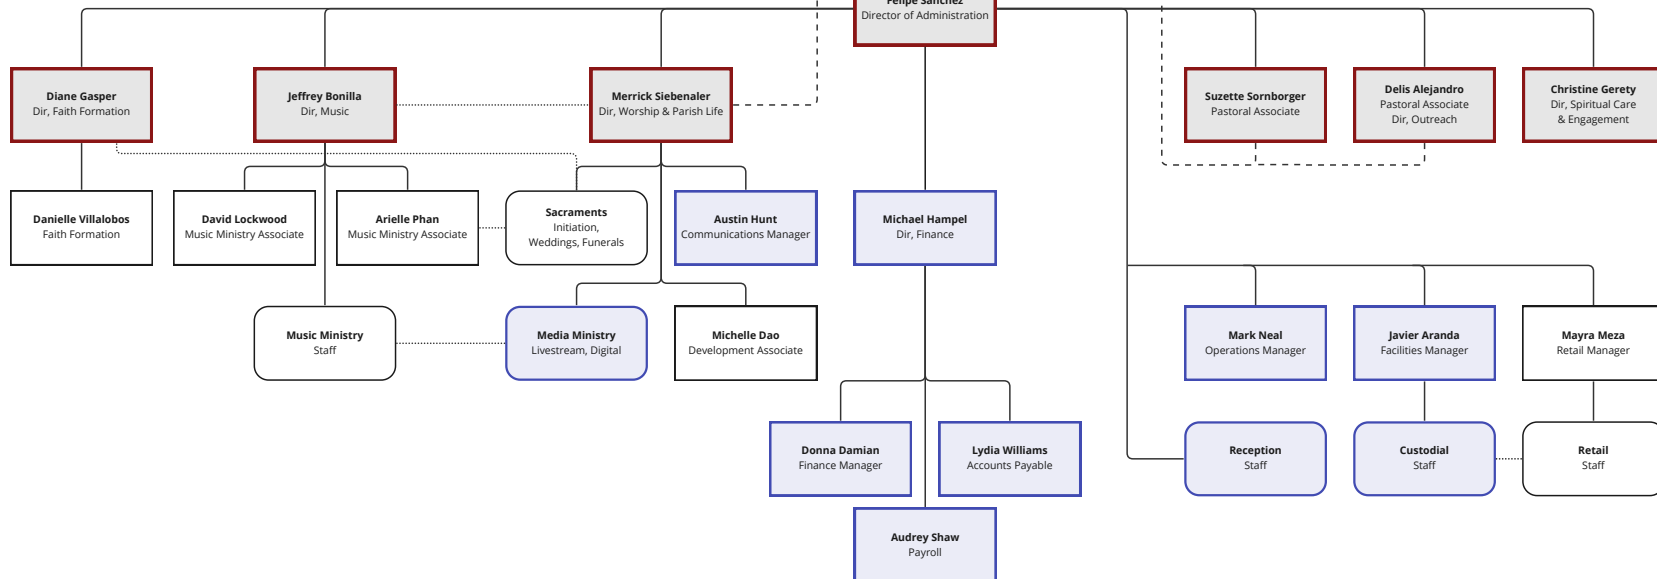 Felipe Sanchez
Director of Administration
Diane Gasper
Dir, Faith Formation
Jeffrey Bonilla
Dir, Music
Merrick Siebenaler
Dir, Worship & Parish Life
Suzette Sornborger
Pastoral Associate
Delis Alejandro
Pastoral Associate
Dir, Outreach
Christine Gerety
Dir, Spiritual Care
& Engagement
Danielle Villalobos
Faith Formation
David Lockwood
Music Ministry Associate
Arielle Phan
Music Ministry Associate
Sacraments
Initiation,
Weddings, Funerals
Austin Hunt
Communications Manager
Michael Hampel
Dir, Finance
Music Ministry
Staff
Media Ministry
Livestream, Digital
Michelle Dao
Development Associate
Mark Neal
Operations Manager
Javier Aranda
Facilities Manager
Mayra Meza
Retail Manager
Donna Damian
Finance Manager
Lydia Williams
Accounts Payable
Reception
Staff
Custodial
Staff
Retail
Staff
Audrey Shaw
Payroll